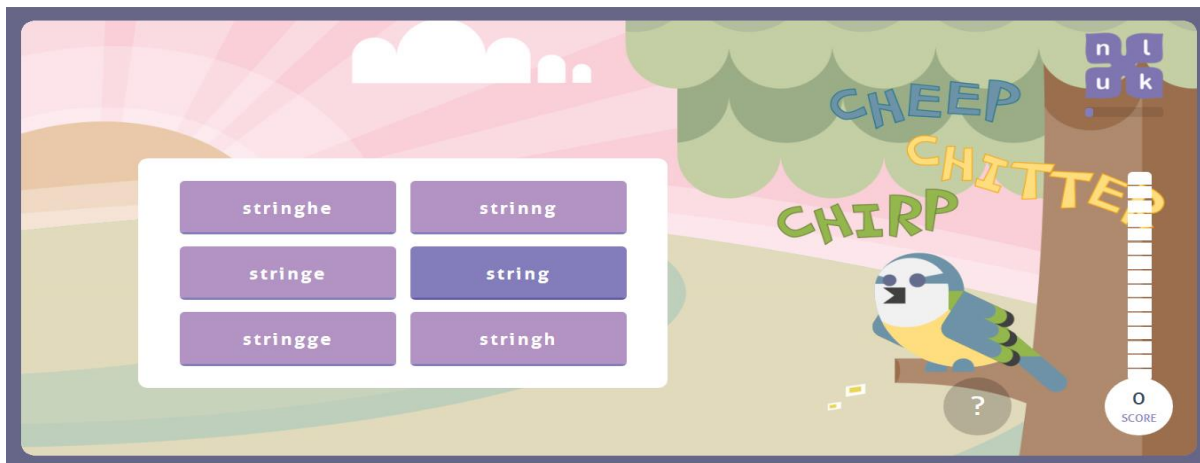 n l
u k
CHEEP
CHITTER
CHIRP
stringhe strinng
stringe string
stringge stringh
?
0
SCORE